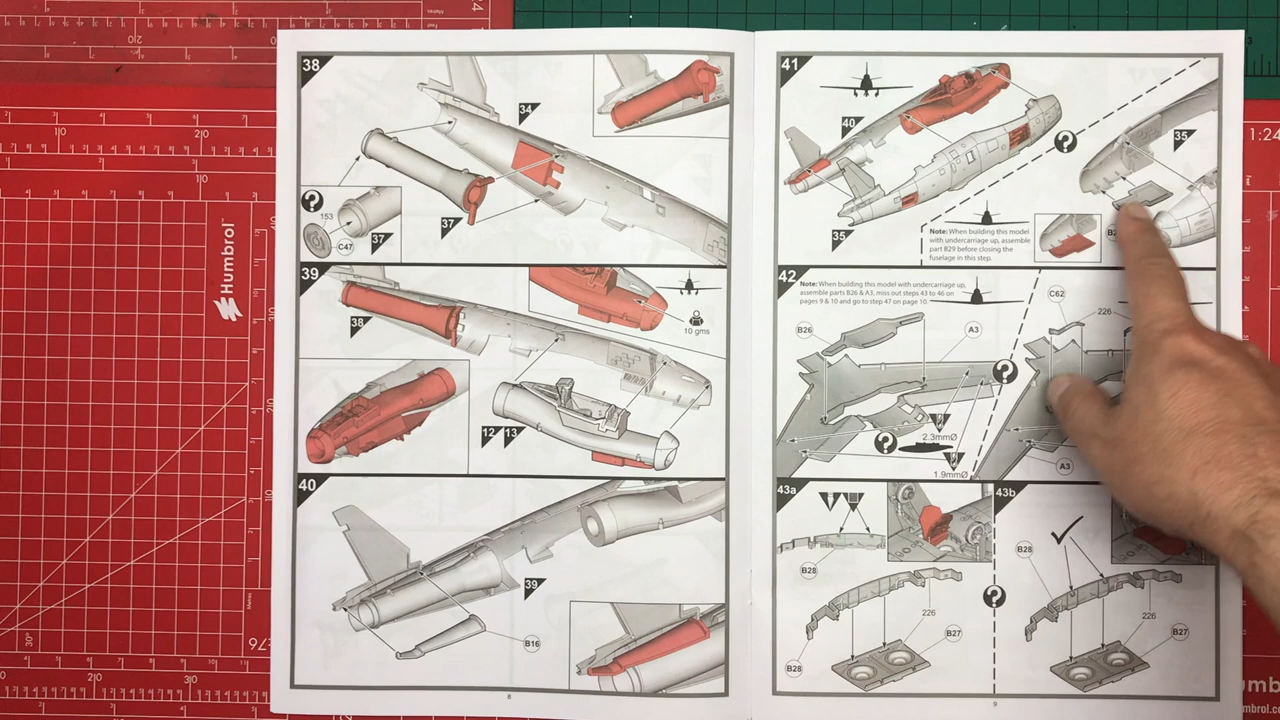 38
34
37
153
C47
37
39
38
10 gms
12
13
40
39
B16
8
41
40
35
35
Note: When building this model
with undercarriage up, assemble
part B29 before closing the
fuselage in this step.
42
Note: When building this model with undercarriage up,
assemble parts B26 & A3, miss out steps 43 to 46 on
pages 9 & 10 and go to step 47 on page 10.
B26
A3
2.3mmØ
1.9mmØ
C62
226
A3
43a
B28
226
B27
B28
43b
B28
226
B27
9
Humbrol
1:24